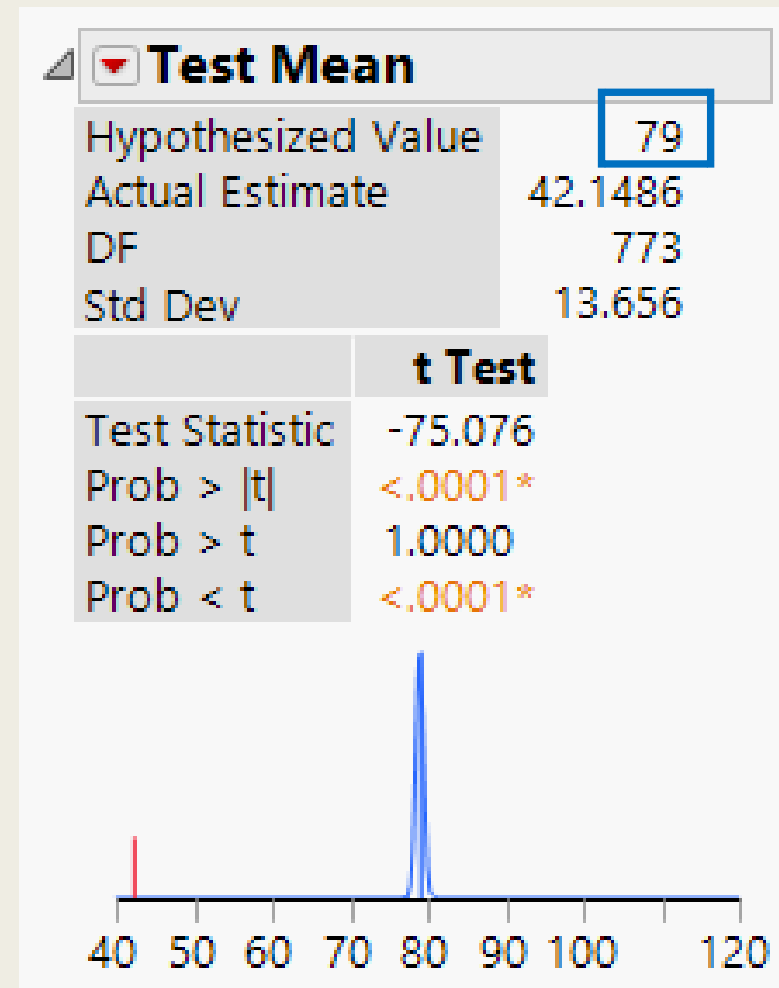 Test Mean
Hypothesized Value 79
Actual Estimate 42.1486
DF 773
Std Dev 13.656
t Test
Test Statistic -75.076
Prob > |t| <.0001*
Prob > t 1.0000
Prob < t <.0001*
40 50 60 70 80 90 100 120